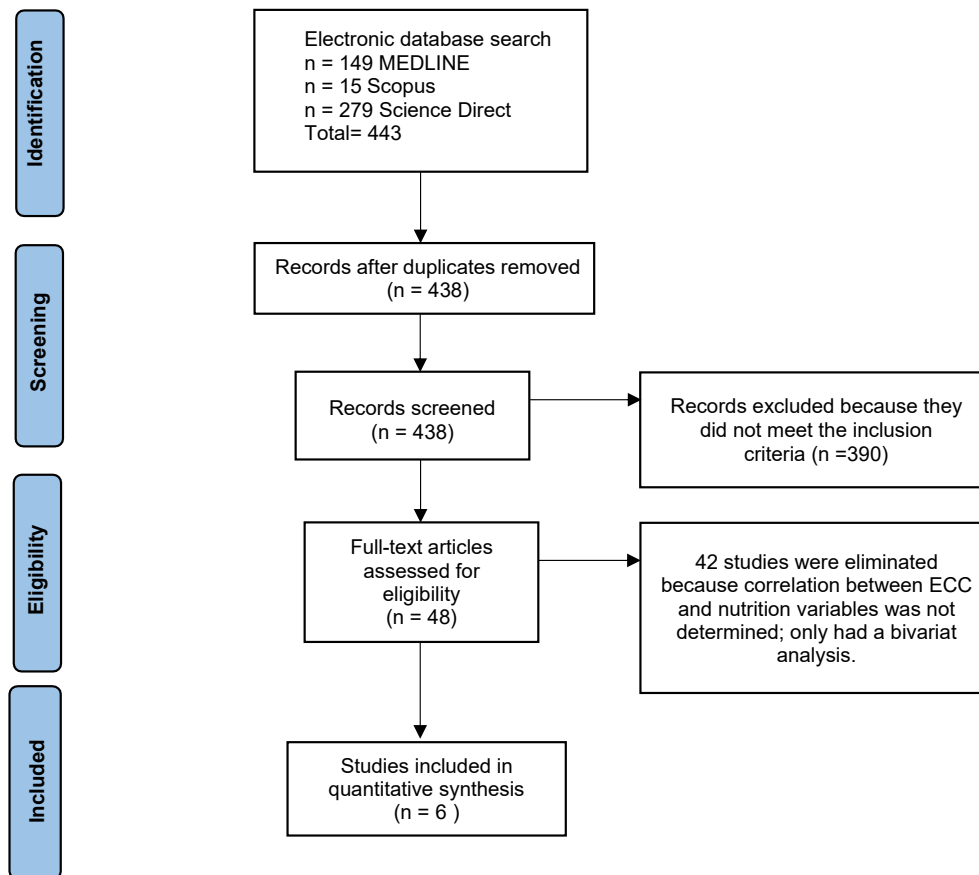 Identification
Electronic database search
n = 149 MEDLINE
n = 15 Scopus
n = 279 Science Direct
Total= 443
Screening
Records after duplicates removed
(n = 438)
Records screened
(n = 438)
Records excluded because they
did not meet the inclusion
criteria (n =390)
Eligibility
Full-text articles
assessed for
eligibility
(n = 48)
42 studies were eliminated
because correlation between ECC
and nutrition variables was not
determined; only had a bivariat
analysis.
Included
Studies included in
quantitative synthesis
(n = 6 )